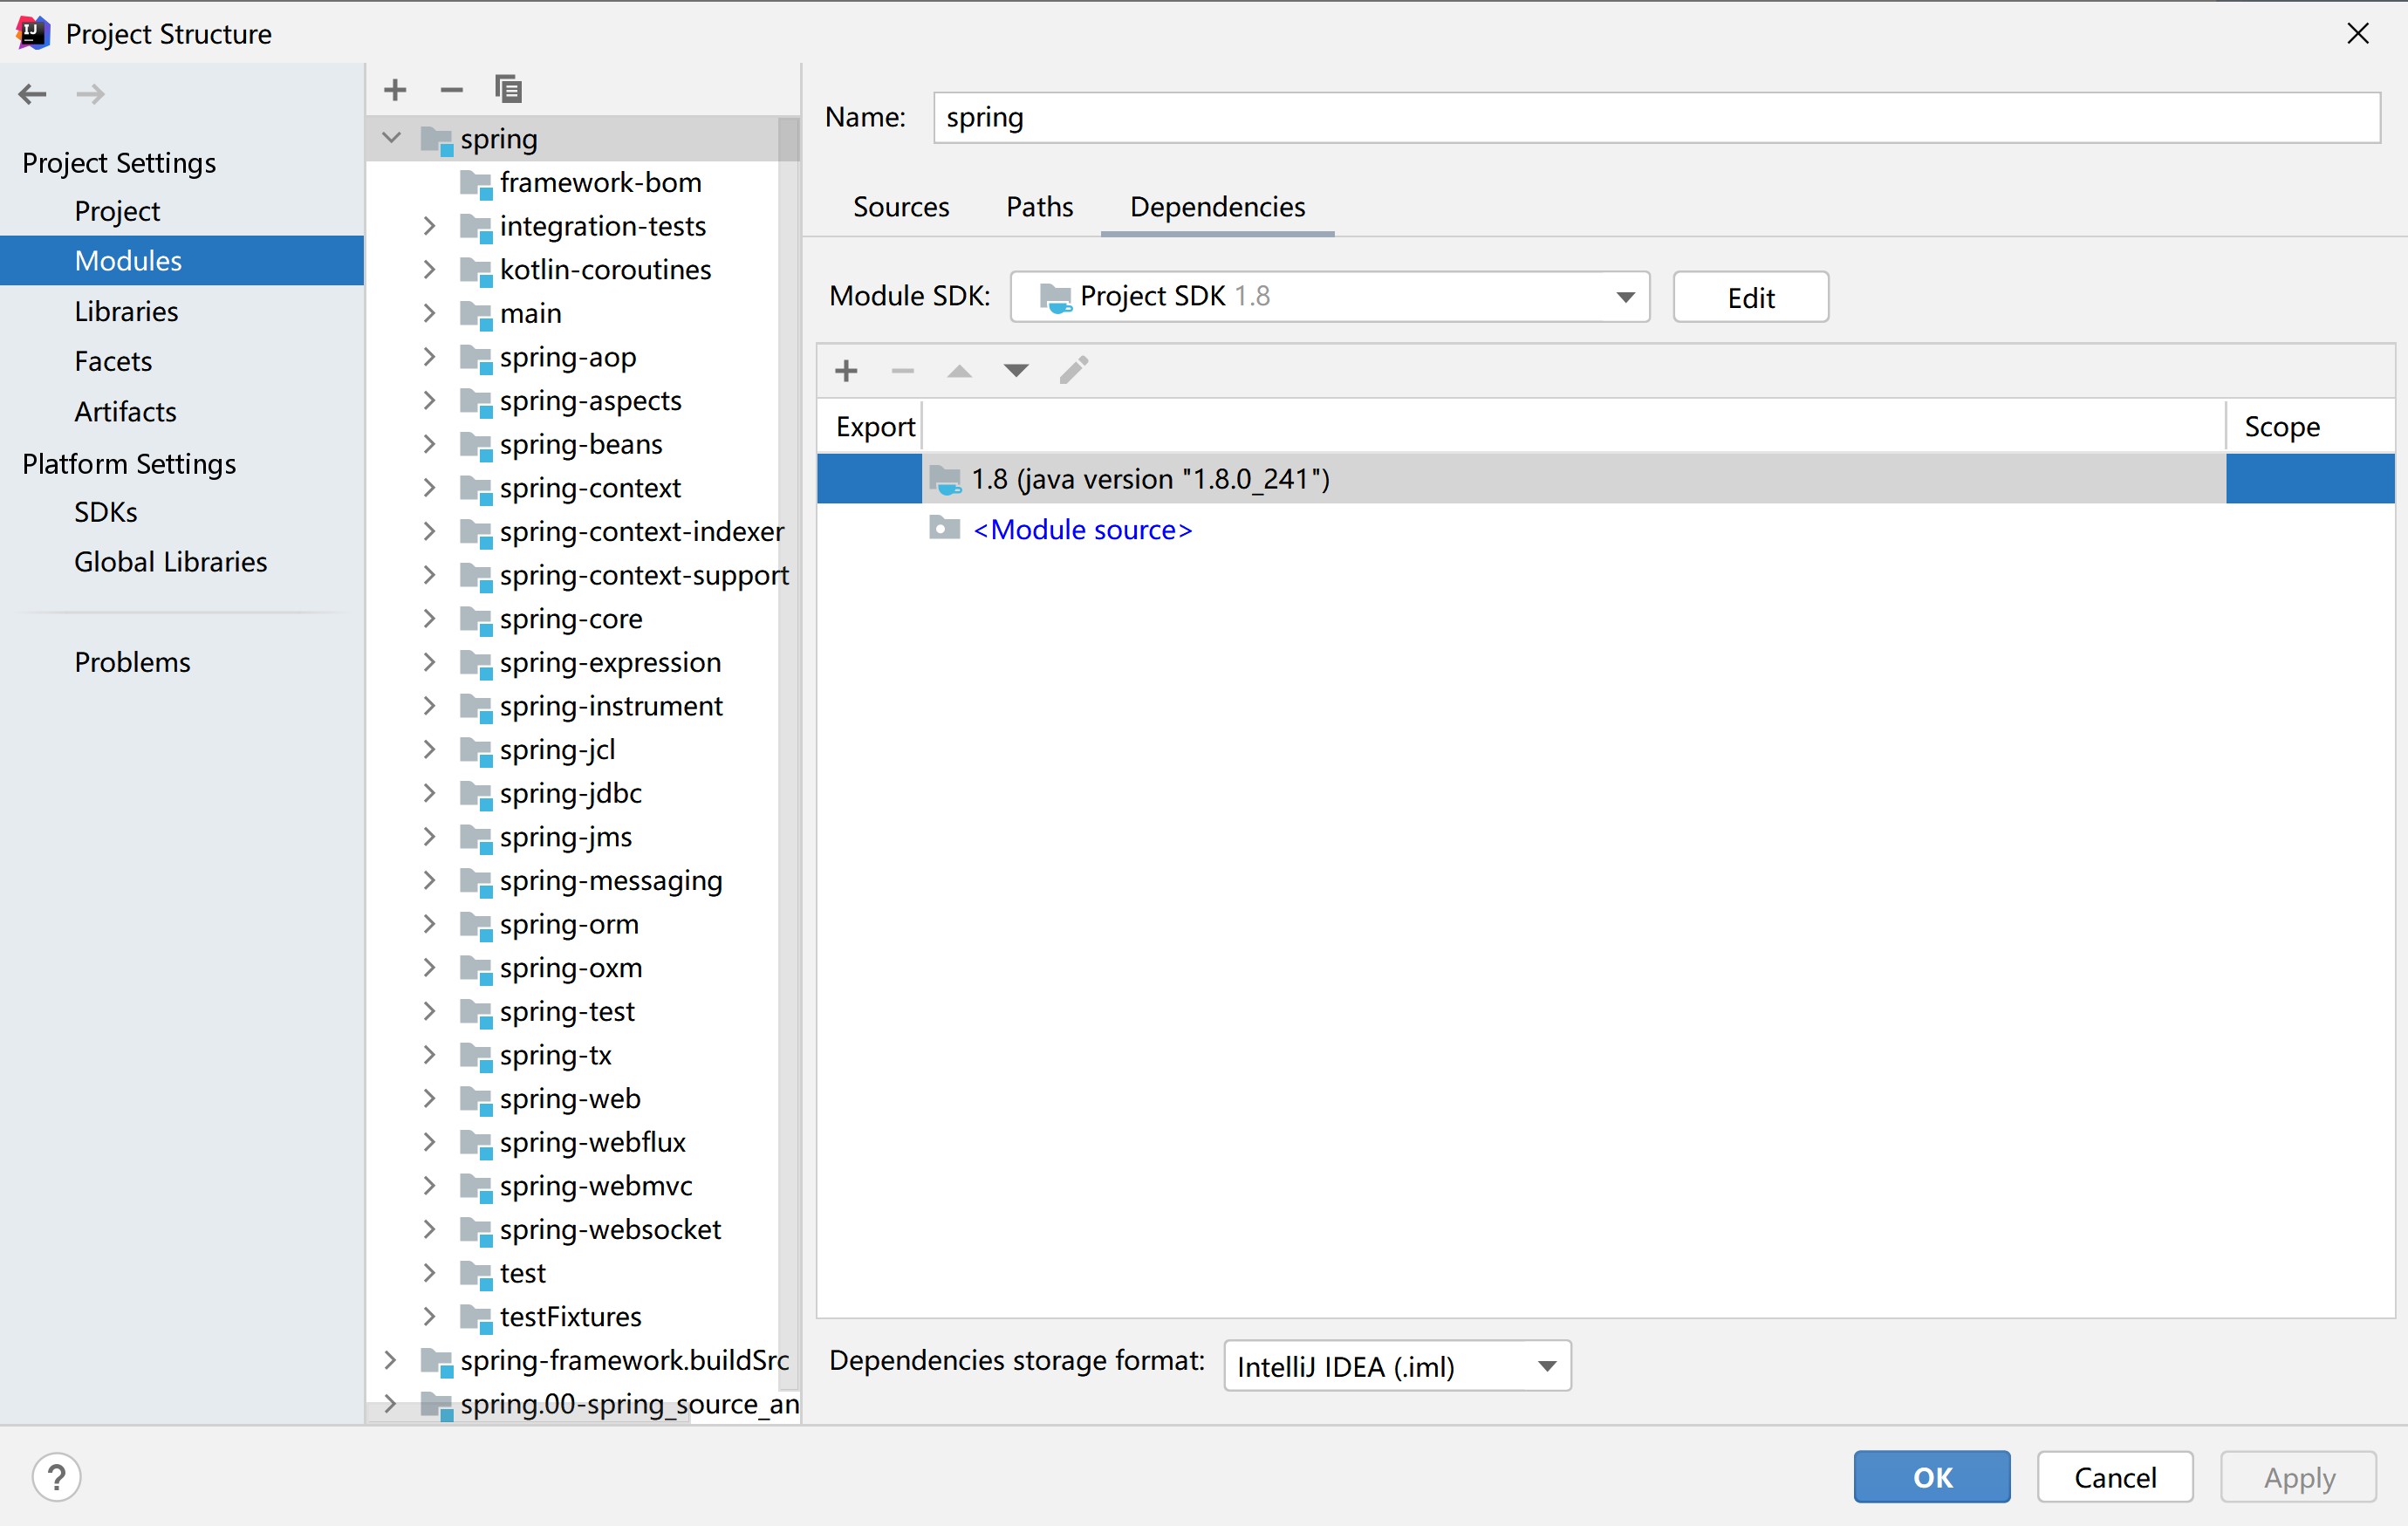 Project Structure
Project Settings
Project
Modules
Libraries
Facets
Artifacts
Platform Settings
SDKs
Global Libraries
Problems
spring
framework-bom
integration-tests
kotlin-coroutines
main
spring-aop
spring-aspects
spring-beans
spring-context
spring-context-indexer
spring-context-support
spring-core
spring-expression
spring-instrument
spring-jcl
spring-jdbc
spring-jms
spring-messaging
spring-orm
spring-oxm
spring-test
spring-tx
spring-web
spring-webflux
spring-webmvc
spring-websocket
test
testFixtures
spring-framework.buildSrc
spring.00-spring_source_an
Name: spring
Sources Paths Dependencies
Module SDK: Project SDK 1.8 Edit
Export Scope
1.8 (java version "1.8.0_241")
<Module source>
Dependencies storage format: IntelliJ IDEA (.iml)
? OK Cancel Apply